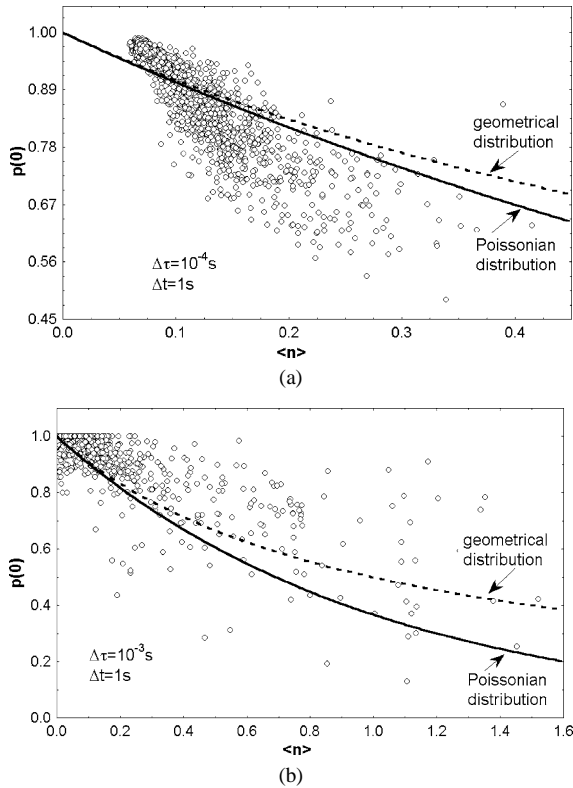 1.00
0.89
0.78
0.67
0.56
0.45
p(0)
geometrical
distribution
Poissonian
distribution
Δτ=10⁻⁴s
Δt=1s
0.0 0.1 0.2 0.3 0.4
<n>
(a)
1.0
0.8
0.6
0.4
0.2
0.0
p(0)
geometrical
distribution
Poissonian
distribution
Δτ=10⁻³s
Δt=1s
0.0 0.2 0.4 0.6 0.8 1.0 1.2 1.4 1.6
<n>
(b)